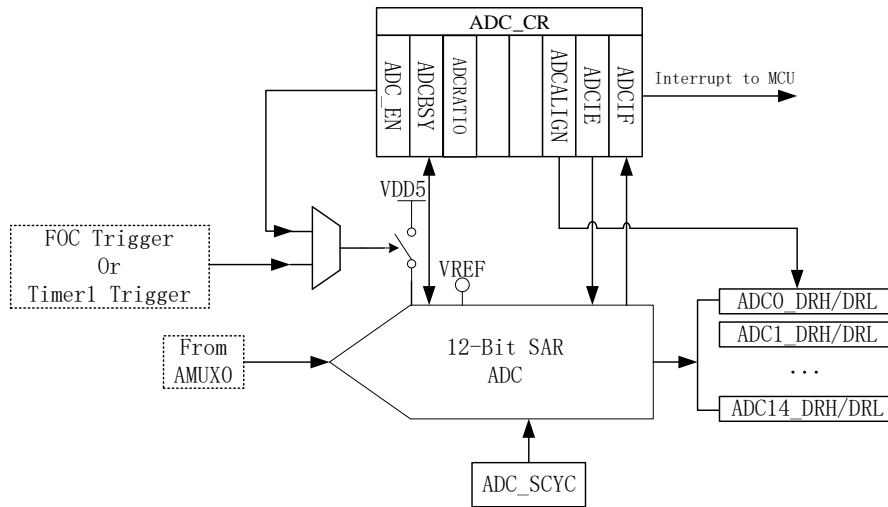 ADC_CR
ADC_EN
ADCBSY
ADCRATIO
ADCALIGN
ADCIE
ADCIF
Interrupt to MCU
VDD5
FOC Trigger
Or
Timer1 Trigger
VREF
From
AMUX0
12-Bit SAR
ADC
ADC0_DRH/DRL
ADC1_DRH/DRL
...
ADC14_DRH/DRL
ADC_SCYC